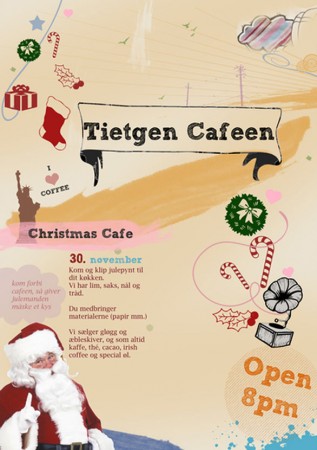 Tietgen Cafeen
I
COFFEE
Christmas Cafe
30. november
Kom og klip julepynt til
dit køkken.
Vi har lim, saks, nål og
tråd.
Du medbringer
materialerne (papir mm.)
Vi sælger gløgg og
æbleskiver, og som altid
kaffe, thé, cacao, irish
coffee og special øl.
kom forbi
cafeen, så giver
julemanden
måske et kys
Open
8pm